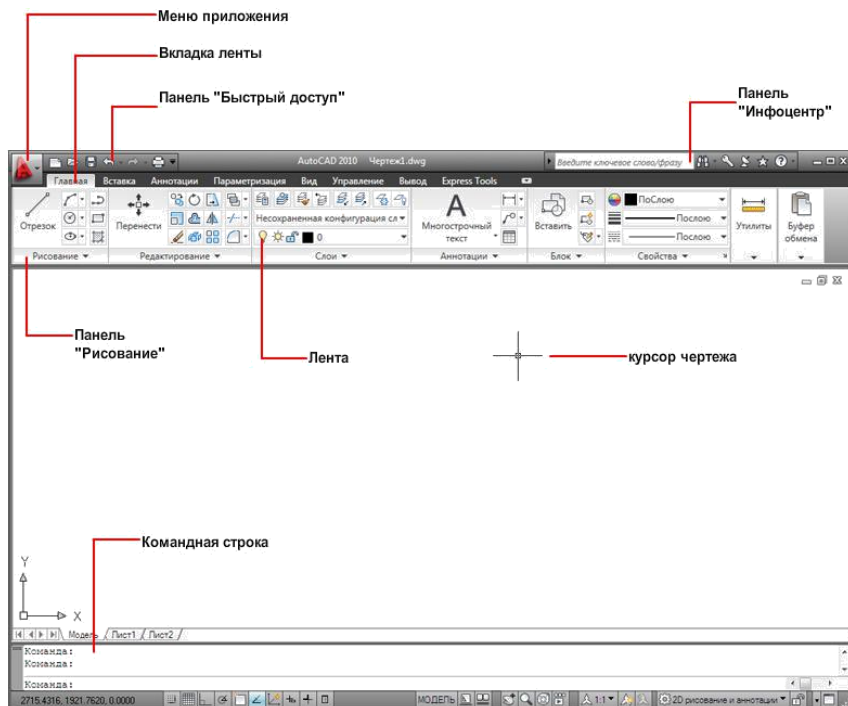 Меню приложения
Вкладка ленты
Панель "Быстрый доступ"
Панель
"Инфоцентр"
AutoCAD 2010 Чертеж1.dwg
Введите ключевое слово/фразу
Главная Вставка Аннотации Параметризация Вид Управление Вывод Express Tools
Отрезок
Перенести
Несохраненная конфигурация сл
0
A
Многострочный
текст
Вставить
ПоСлою
Послою
Послою
Утилиты
Буфер
обмена
Рисование Редактирование Слои Аннотации Блок Свойства
Панель
"Рисование"
Лента
курсор чертежа
Командная строка
Y
X
Модель Лист1 Лист2
Команда:
Команда:
Команда:
2715.4316, 1921.7620, 0.0000 МОДЕЛЬ 1:1 2D рисование и аннотации